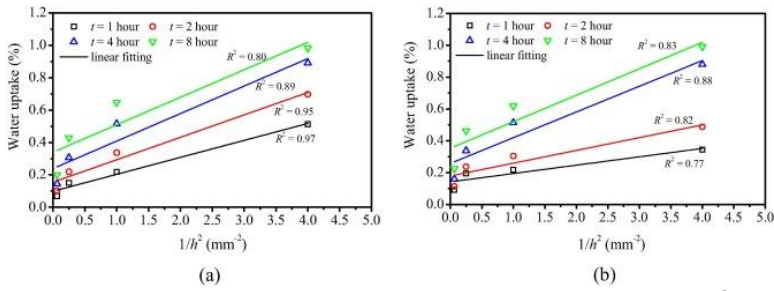 (a)
t = 1 hour t = 2 hour
t = 4 hour t = 8 hour
linear fitting
R² = 0.80
R² = 0.89
R² = 0.95
R² = 0.97
Water uptake (%)
1.2
1.0
0.8
0.6
0.4
0.2
0.0
0.0 0.5 1.0 1.5 2.0 2.5 3.0 3.5 4.0 4.5 5.0
1/h² (mm⁻²)
(a)
(b)
t = 1 hour t = 2 hour
t = 4 hour t = 8 hour
linear fitting
R² = 0.83
R² = 0.88
R² = 0.82
R² = 0.77
Water uptake (%)
1.2
1.0
0.8
0.6
0.4
0.2
0.0
0.0 0.5 1.0 1.5 2.0 2.5 3.0 3.5 4.0 4.5 5.0
1/h² (mm⁻²)
(b)